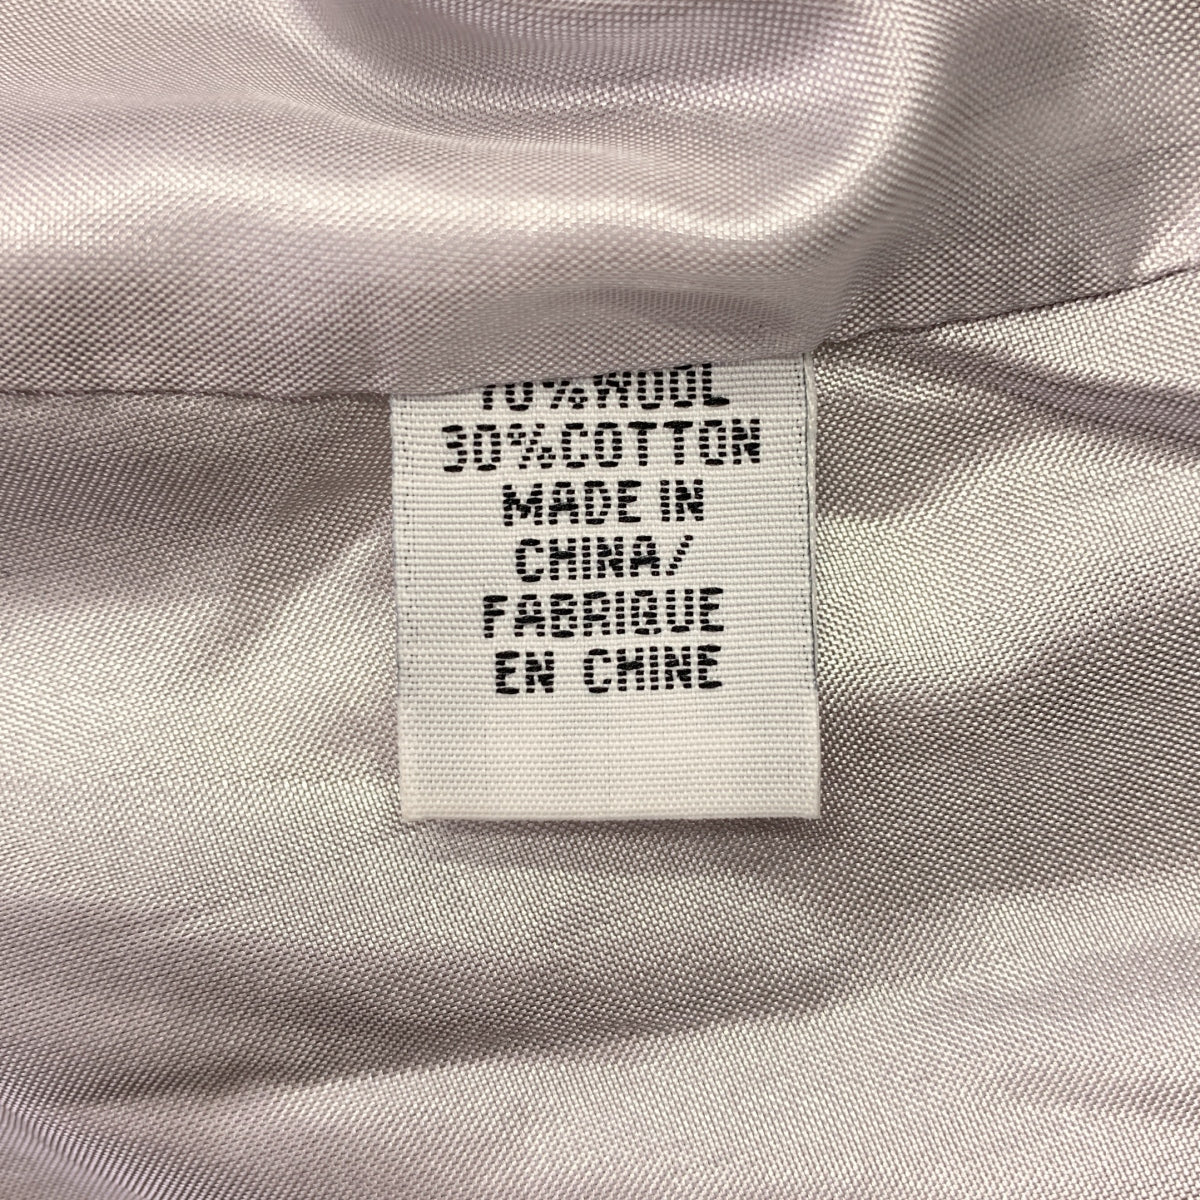 70%WOOL
30%COTTON
MADE IN
CHINA/
FABRIQUE
EN CHINE